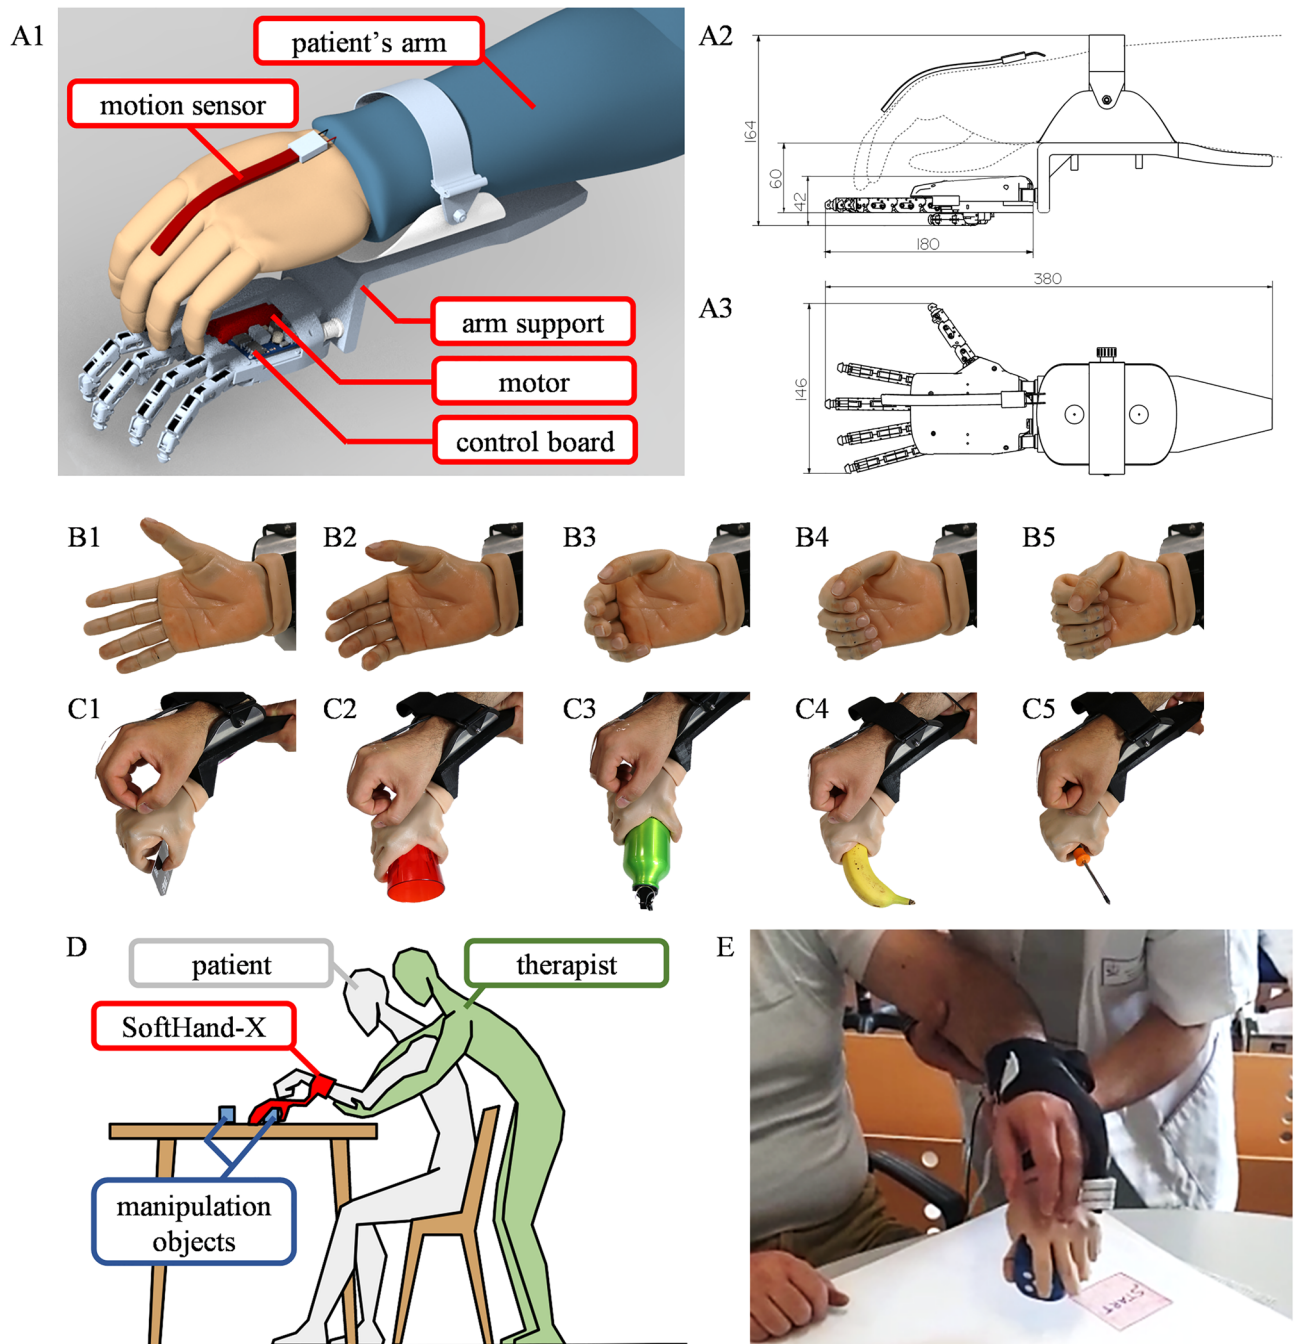 A1
patient's arm
motion sensor
arm support
motor
control board
A2
164
60
42
180
A3
380
146
B1
B2
B3
B4
B5
C1
C2
C3
C4
C5
D
patient
therapist
SoftHand-X
manipulation
objects
E
START